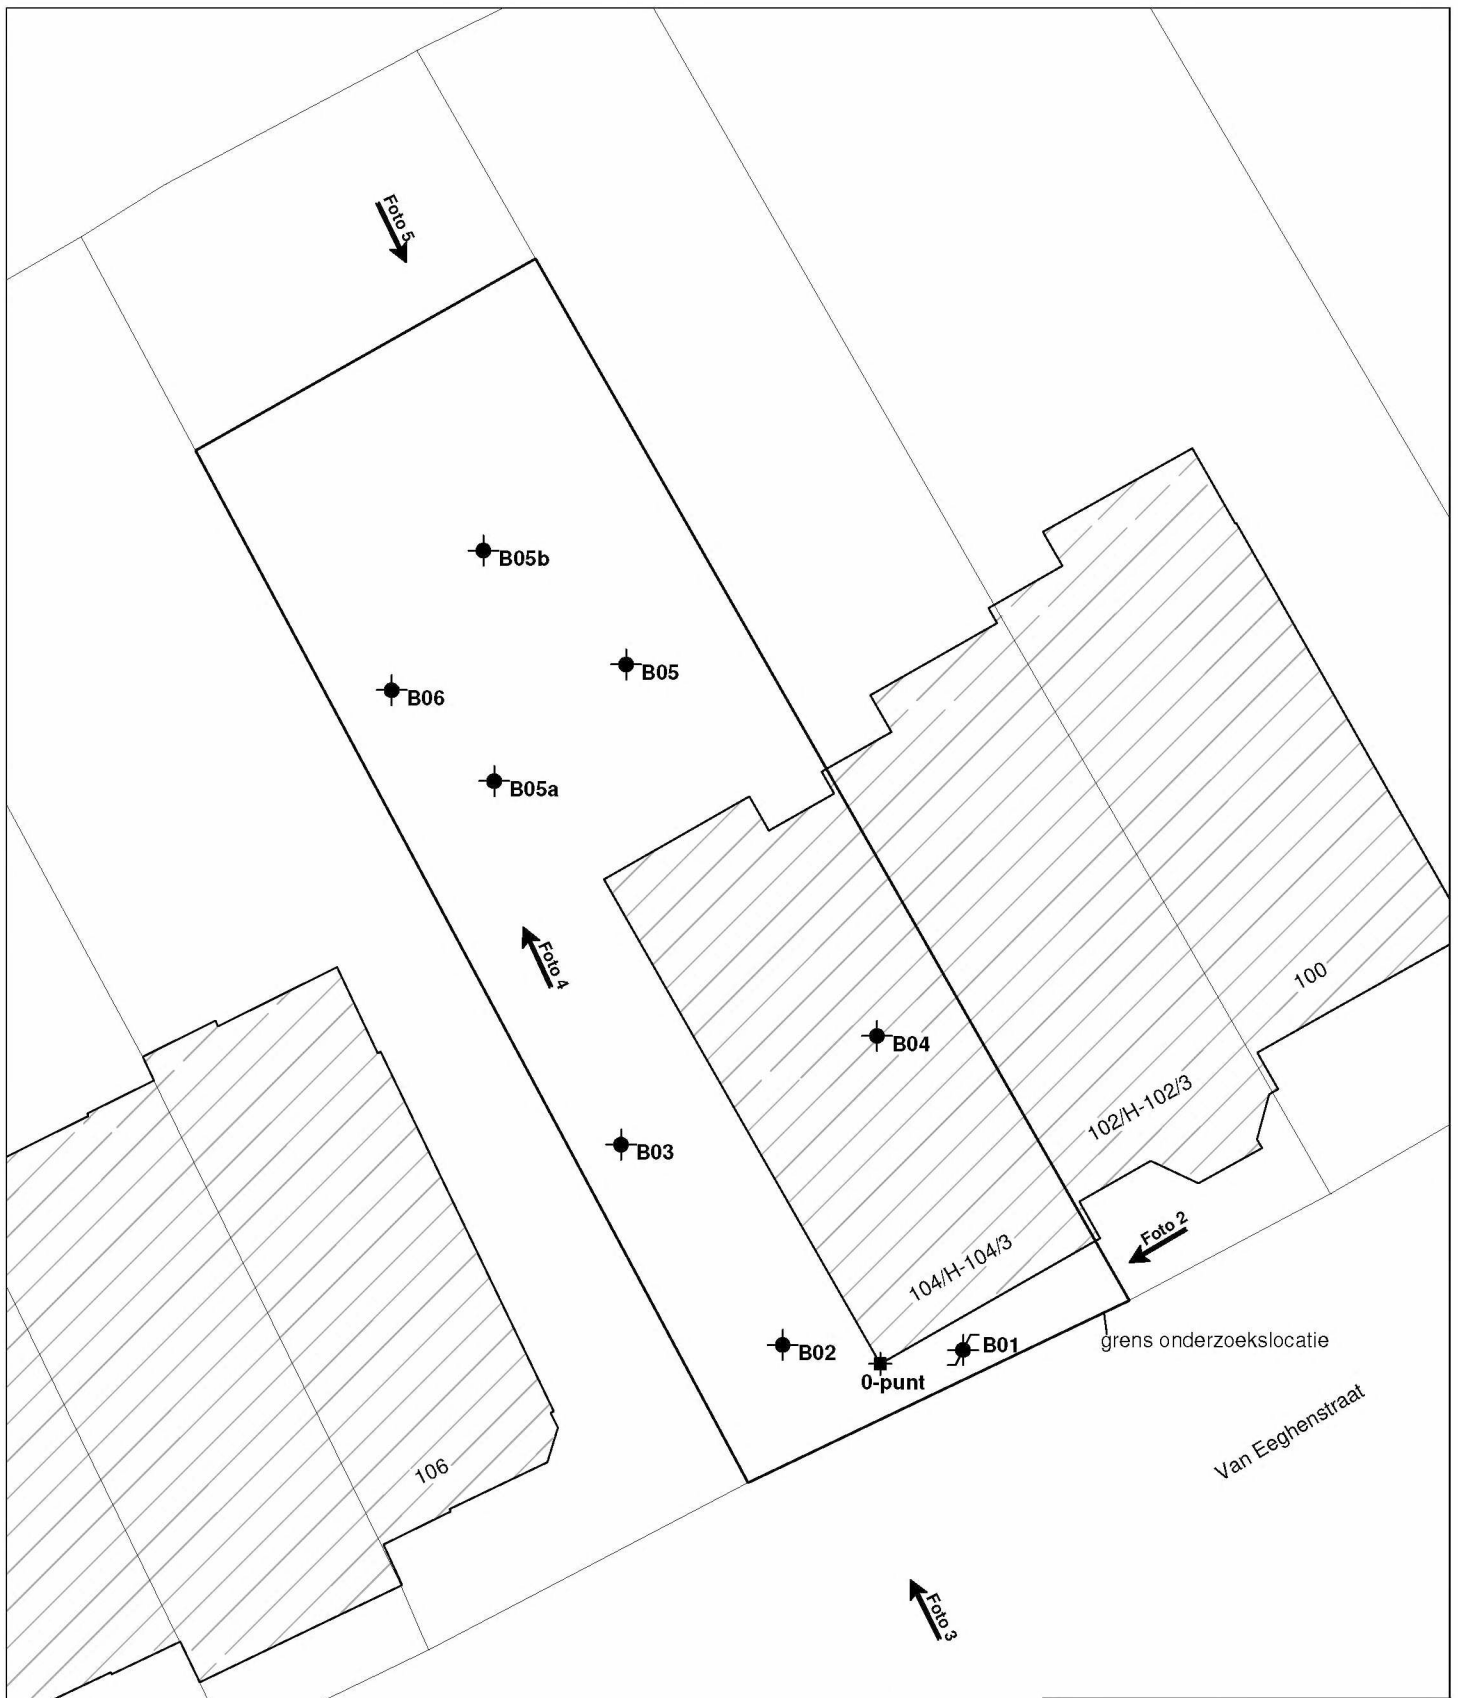 Foto 5
B05b
B05
B06
B05a
Foto 4
100
B04
102/H-102/3
B03
Foto 2
104/H-104/3
B01
grens onderzoekslocatie
B02
0-punt
Van Eeghenstraat
106
Foto 3